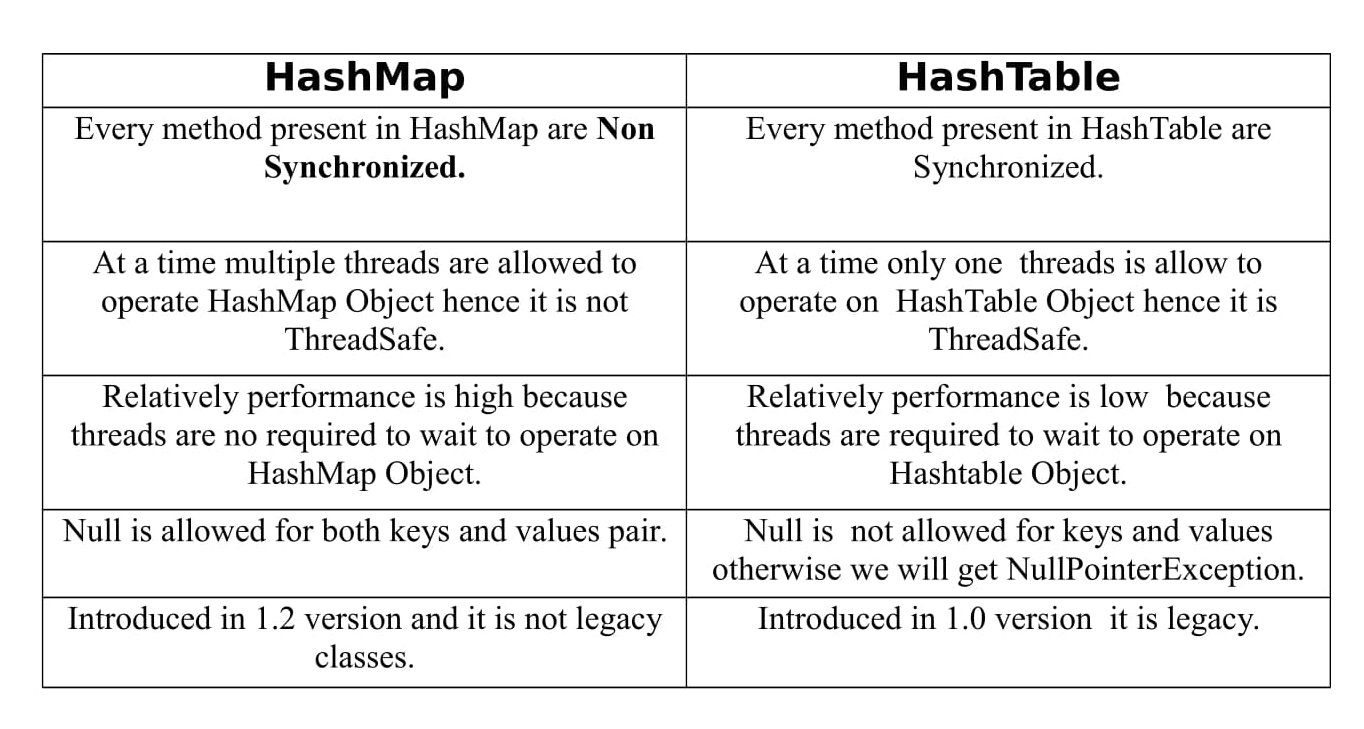 HashMap
HashTable
Every method present in HashMap are Non
Synchronized.
Every method present in HashTable are
Synchronized.
At a time multiple threads are allowed to
operate HashMap Object hence it is not
ThreadSafe.
At a time only one  threads is allow to
operate on  HashTable Object hence it is
ThreadSafe.
Relatively performance is high because
threads are no required to wait to operate on
HashMap Object.
Relatively performance is low  because
threads are required to wait to operate on
Hashtable Object.
Null is allowed for both keys and values pair.
Null is  not allowed for keys and values
otherwise we will get NullPointerException.
Introduced in 1.2 version and it is not legacy
classes.
Introduced in 1.0 version  it is legacy.